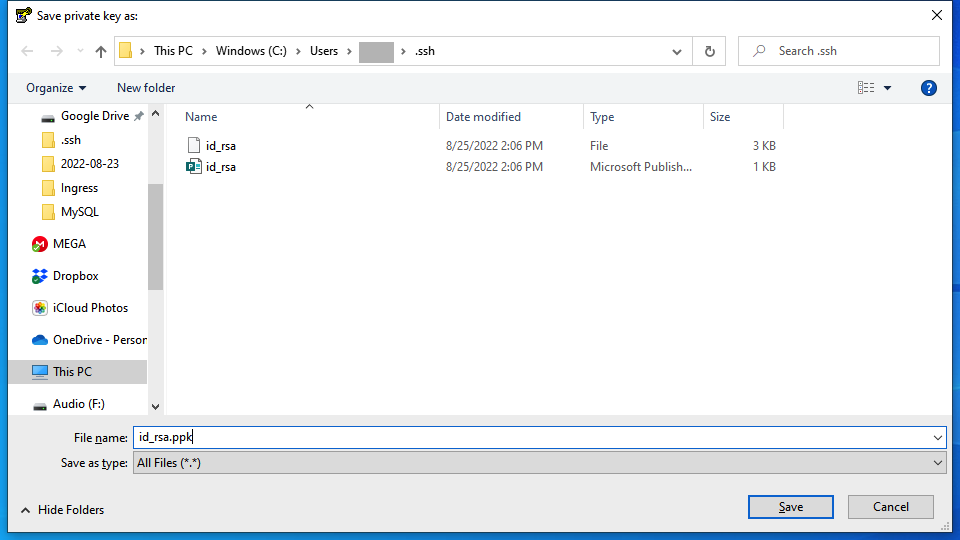 Save private key as:
This PC > Windows (C:) > Users > > .ssh
Search .ssh
Organize New folder
Name Date modified Type Size
Google Drive
.ssh
2022-08-23
Ingress
MySQL
MEGA
Dropbox
iCloud Photos
OneDrive - Persor
This PC
Audio (F:)
id_rsa 8/25/2022 2:06 PM File 3 KB
id_rsa 8/25/2022 2:06 PM Microsoft Publish... 1 KB
File name: id_rsa.ppk
Save as type: All Files (*.*)
Hide Folders Save Cancel